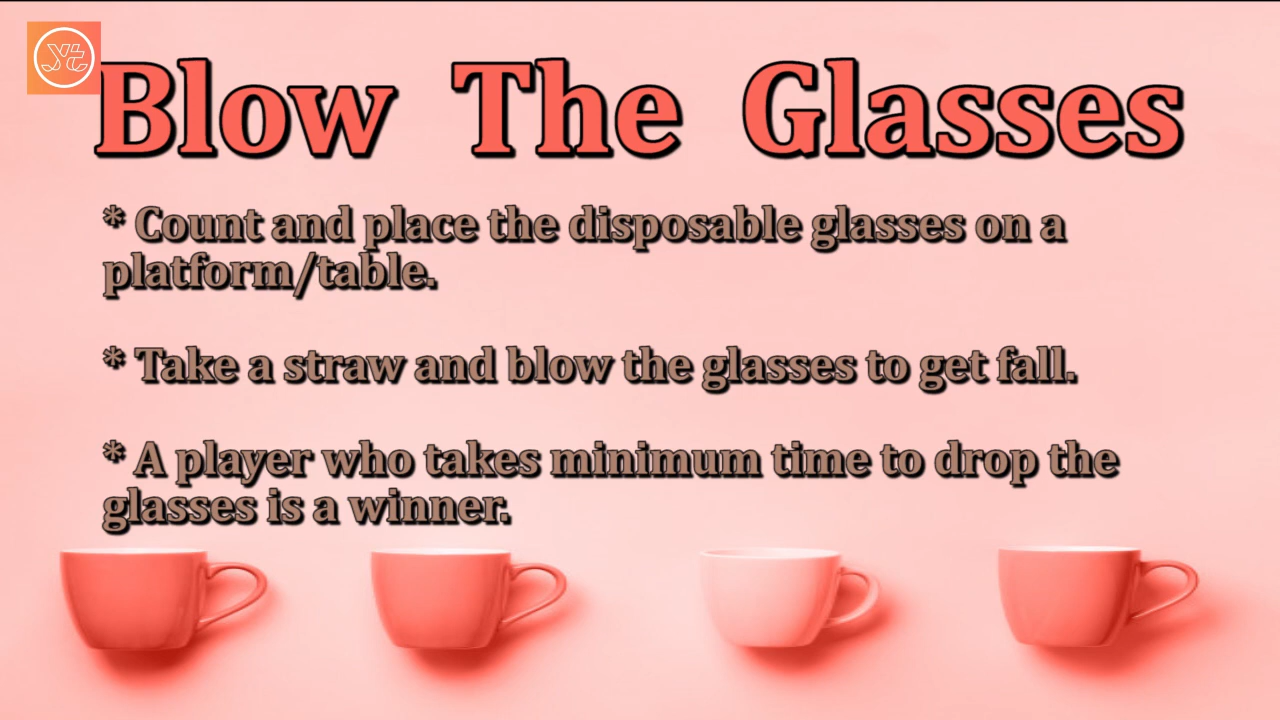 yt
Blow The Glasses
* Count and place the disposable glasses on a
platform/table.
* Take a straw and blow the glasses to get fall.
* A player who takes minimum time to drop the
glasses is a winner.